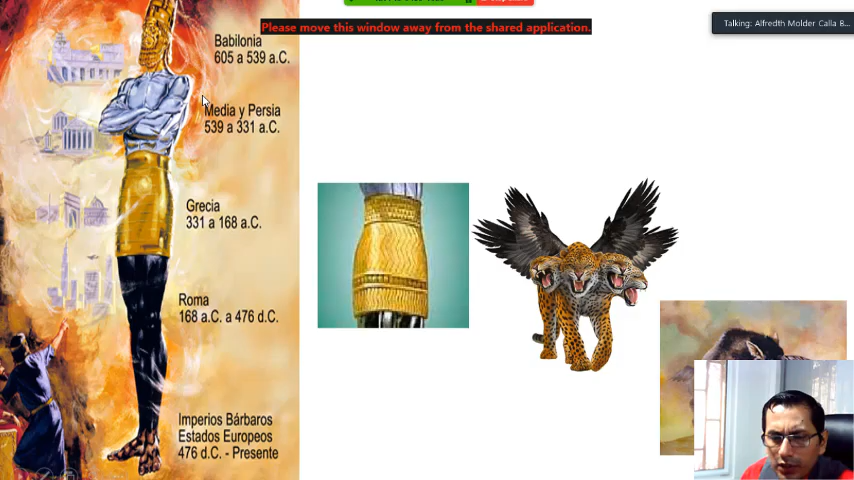 Please move this window away from the shared application.
Talking: Alfredth Molder Calla B...
Babilonia
605 a 539 a.C.
Media y Persia
539 a 331 a.C.
Grecia
331 a 168 a.C.
Roma
168 a.C. a 476 d.C.
Imperios Bárbaros
Estados Europeos
476 d.C. - Presente